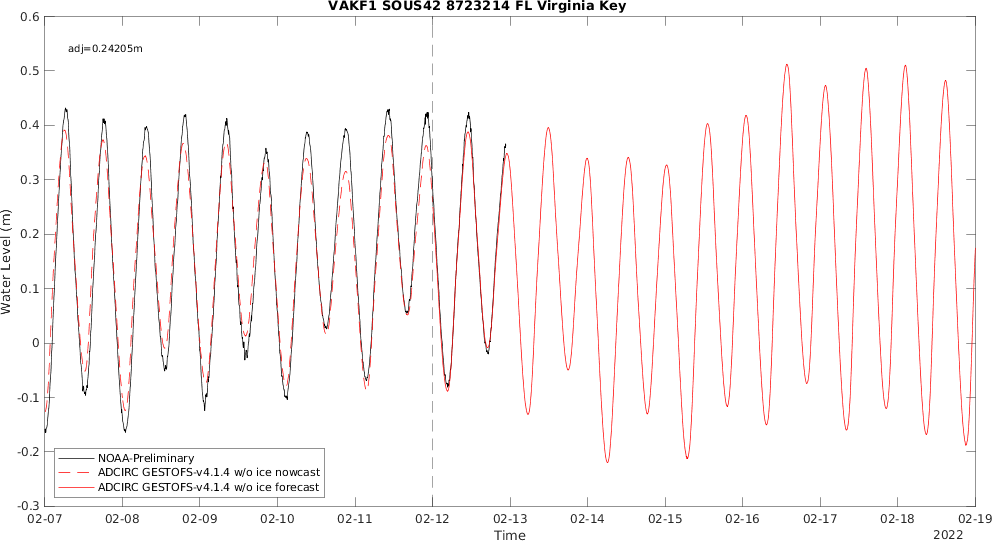 VAKF1 SOUS42 8723214 FL Virginia Key
adj=0.24205m
0.6
0.5
0.4
0.3
0.2
0.1
0
-0.1
-0.2
-0.3
Water Level (m)
NOAA-Preliminary
ADCIRC GESTOFS-v4.1.4 w/o ice nowcast
ADCIRC GESTOFS-v4.1.4 w/o ice forecast
02-07 02-08 02-09 02-10 02-11 02-12 02-13 02-14 02-15 02-16 02-17 02-18 02-19
Time
2022